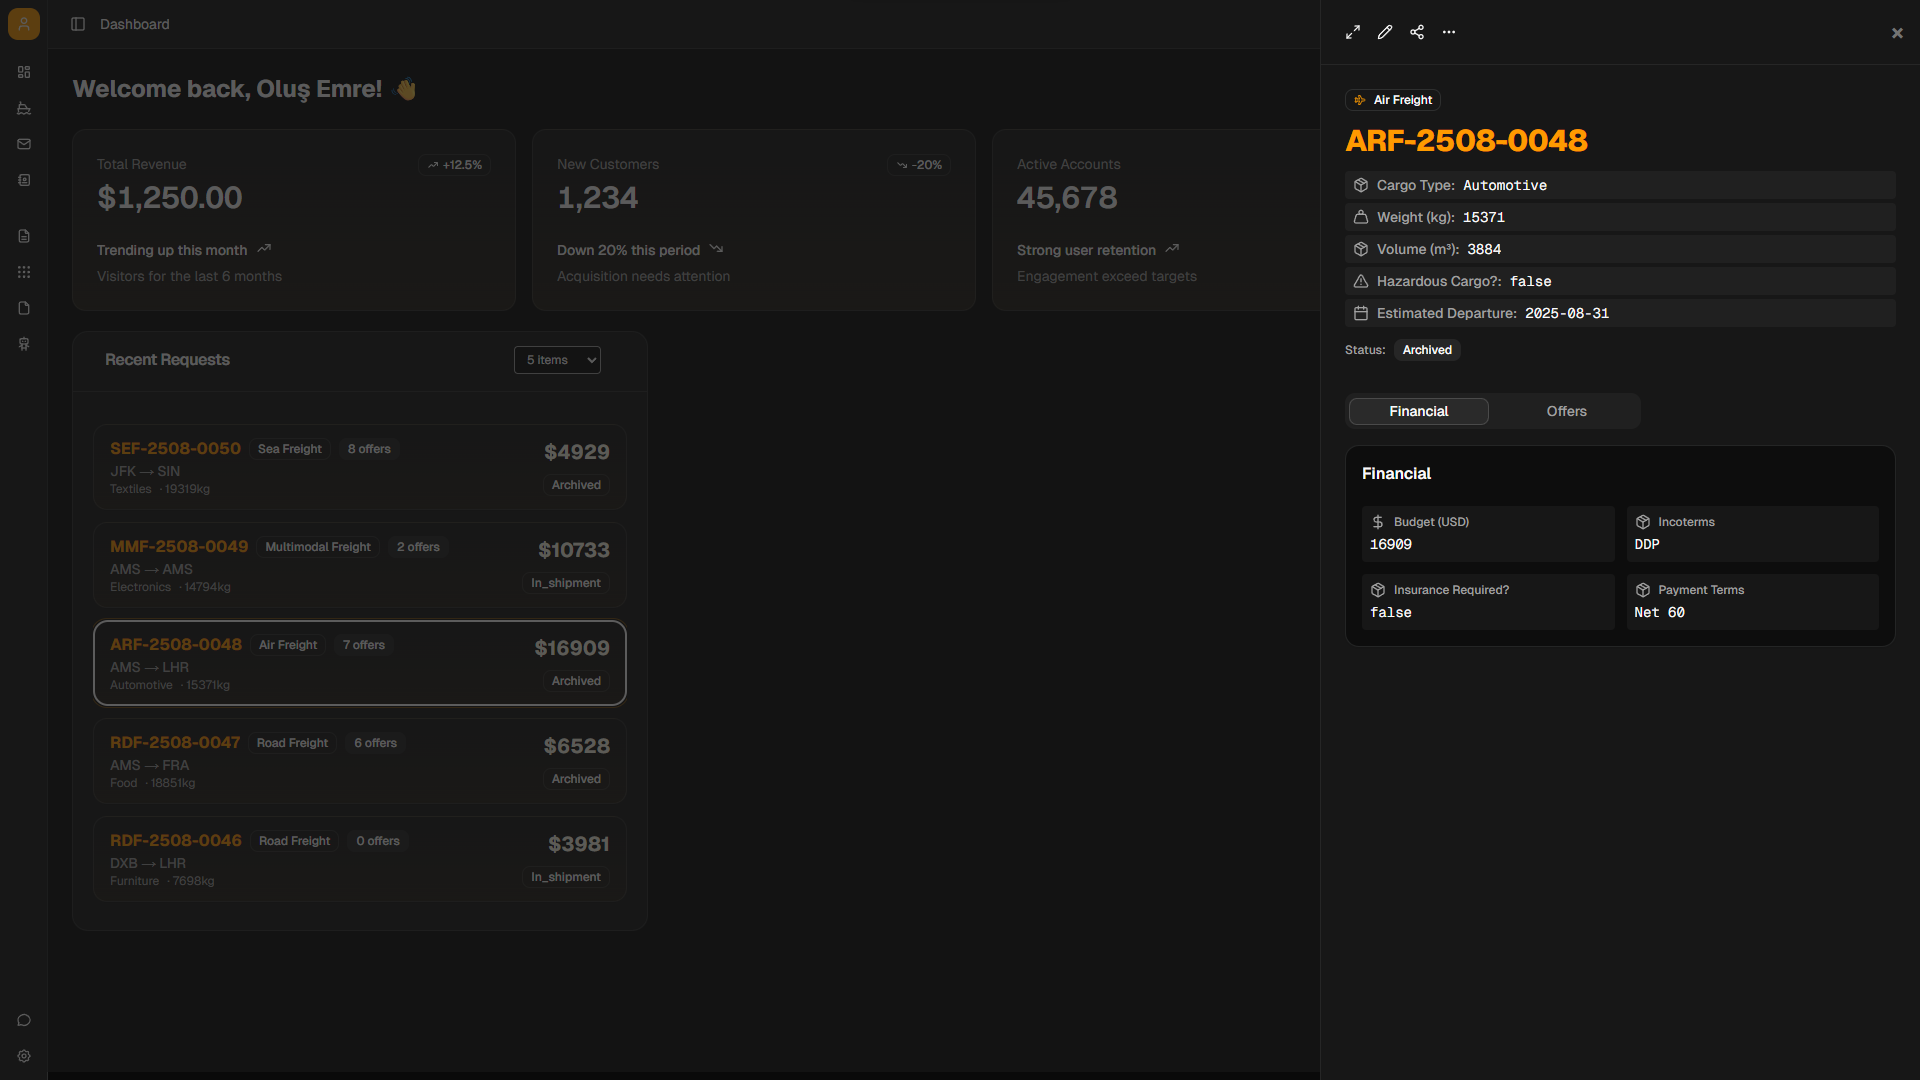 Dashboard
Welcome back, Oluş Emre! 👋
Total Revenue
+12.5%
$1,250.00
Trending up this month
Visitors for the last 6 months
New Customers
-20%
1,234
Down 20% this period
Acquisition needs attention
Active Accounts
45,678
Strong user retention
Engagement exceed targets
Recent Requests
5 items
SEF-2508-0050 Sea Freight 8 offers $4929
JFK → SIN
Textiles · 19319kg Archived
MMF-2508-0049 Multimodal Freight 2 offers $10733
AMS → AMS
Electronics · 14794kg In_shipment
ARF-2508-0048 Air Freight 7 offers $16909
AMS → LHR
Automotive · 15371kg Archived
RDF-2508-0047 Road Freight 6 offers $6528
AMS → FRA
Food · 18851kg Archived
RDF-2508-0046 Road Freight 0 offers $3981
DXB → LHR
Furniture · 7698kg In_shipment
Air Freight
ARF-2508-0048
Cargo Type: Automotive
Weight (kg): 15371
Volume (m³): 3884
Hazardous Cargo?: false
Estimated Departure: 2025-08-31
Status: Archived
Financial Offers
Financial
Budget (USD)
16909
Incoterms
DDP
Insurance Required?
false
Payment Terms
Net 60